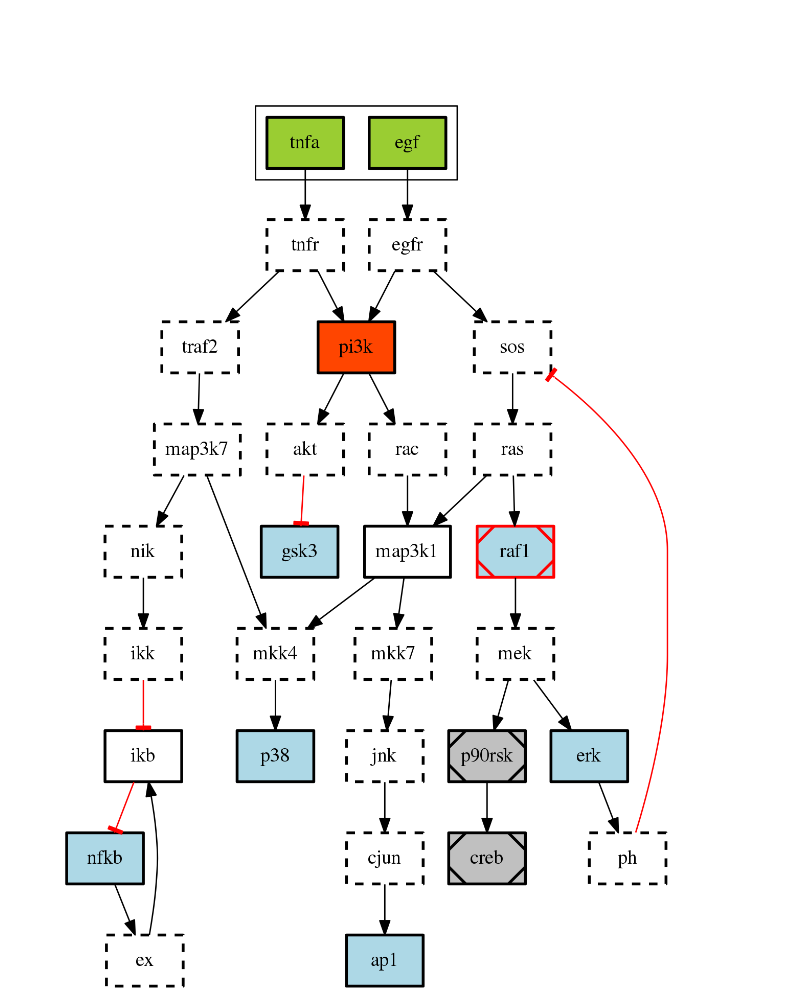 tnfa egf
tnfr egfr
traf2 pi3k sos
map3k7 akt rac ras
nik gsk3 map3k1 raf1
ikk mkk4 mkk7 mek
ikb p38 jnk p90rsk erk
nfkb cjun creb ph
ex ap1